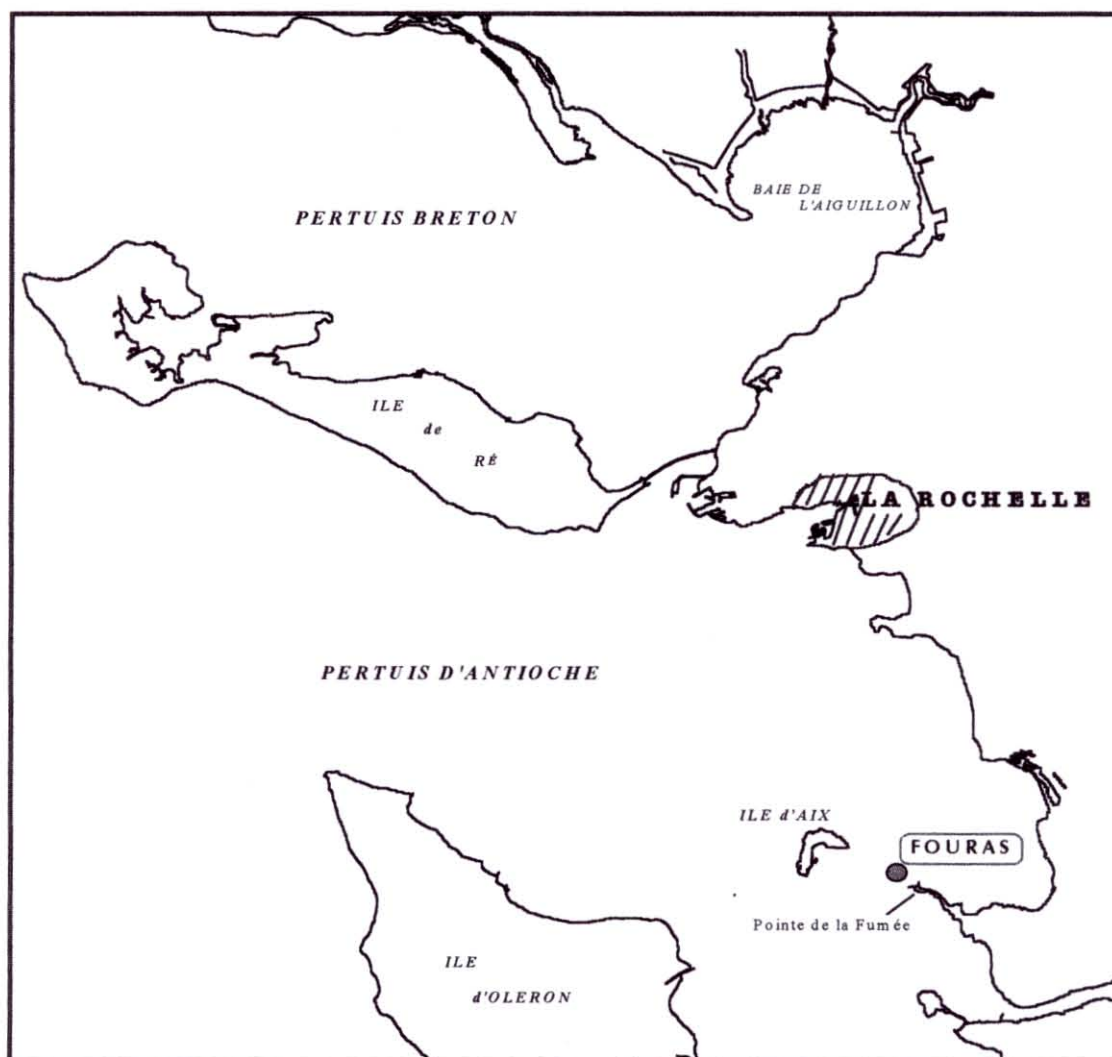 BAIE DE
L'AIGUILLON
PERTUIS BRETON
ILE
de
RÉ
LA ROCHELLE
PERTUIS D'ANTIOCHE
ILE d'AIX
FOURAS
Pointe de la Fumée
ILE
d'OLERON